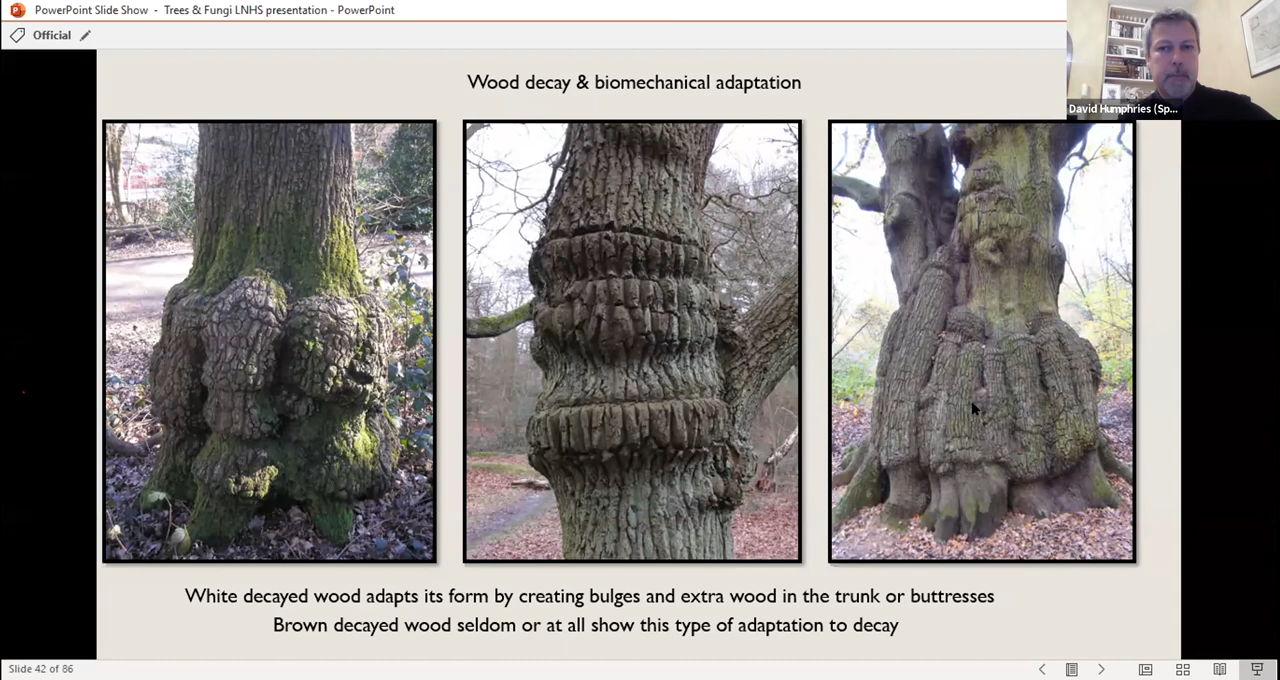 PowerPoint Slide Show - Trees & Fungi LNHS presentation - PowerPoint
Official
David Humphries (Sp...
Wood decay & biomechanical adaptation
White decayed wood adapts its form by creating bulges and extra wood in the trunk or buttresses
Brown decayed wood seldom or at all show this type of adaptation to decay
Slide 42 of 86